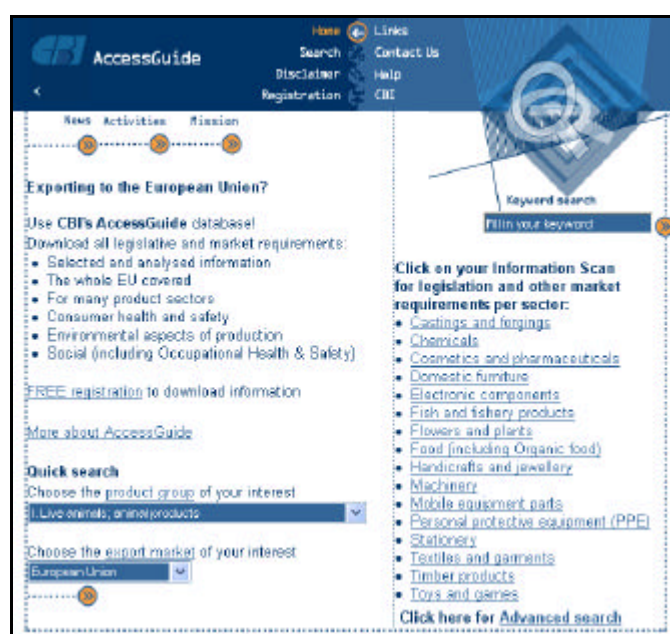 CBI AccessGuide
Home
Search
Disclaimer
Registration
Links
Contact Us
Help
CBI
News Activities Mission
Exporting to the European Union?
Use CBI's AccessGuide database!
Download all legislative and market requirements:
• Selected and analysed information
• The whole EU covered
• For many product sectors
• Consumer health and safety
• Environmental aspects of production
• Social (including Occupational Health & Safety)
FREE registration to download information
More about AccessGuide
Quick search
Choose the product group of your interest
I. Live animals; animal products
Choose the export market of your interest
European Union
Keyword search
Fill in your keyword
Click on your Information Scan
for legislation and other market
requirements per sector:
• Castings and forgings
• Chemicals
• Cosmetics and pharmaceuticals
• Domestic furniture
• Electronic components
• Fish and fishery products
• Flowers and plants
• Food (including Organic food)
• Handicrafts and jewellery
• Machinery
• Mobile equipment parts
• Personal protective equipment (PPE)
• Stationery
• Textiles and garments
• Timber products
• Toys and games
Click here for Advanced search